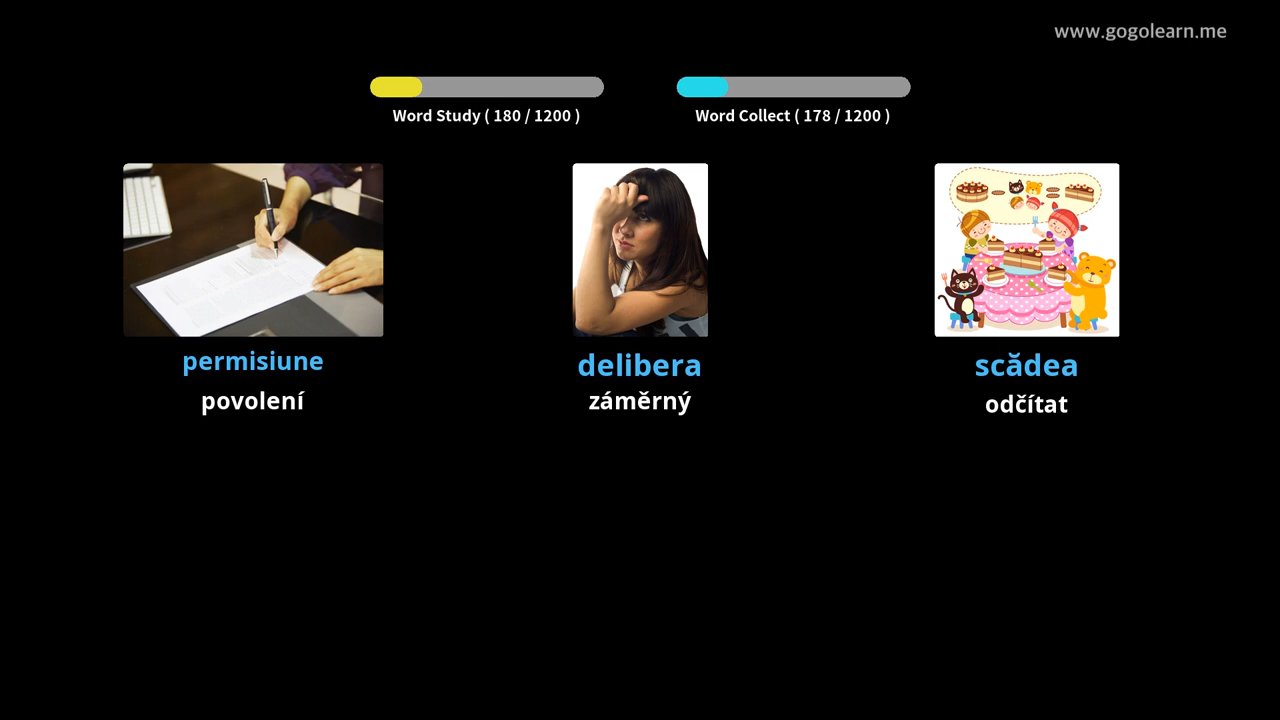 www.gogolearn.me
Word Study ( 180 / 1200 )
Word Collect ( 178 / 1200 )
permisiune
povolení
delibera
záměrný
scădea
odčítat